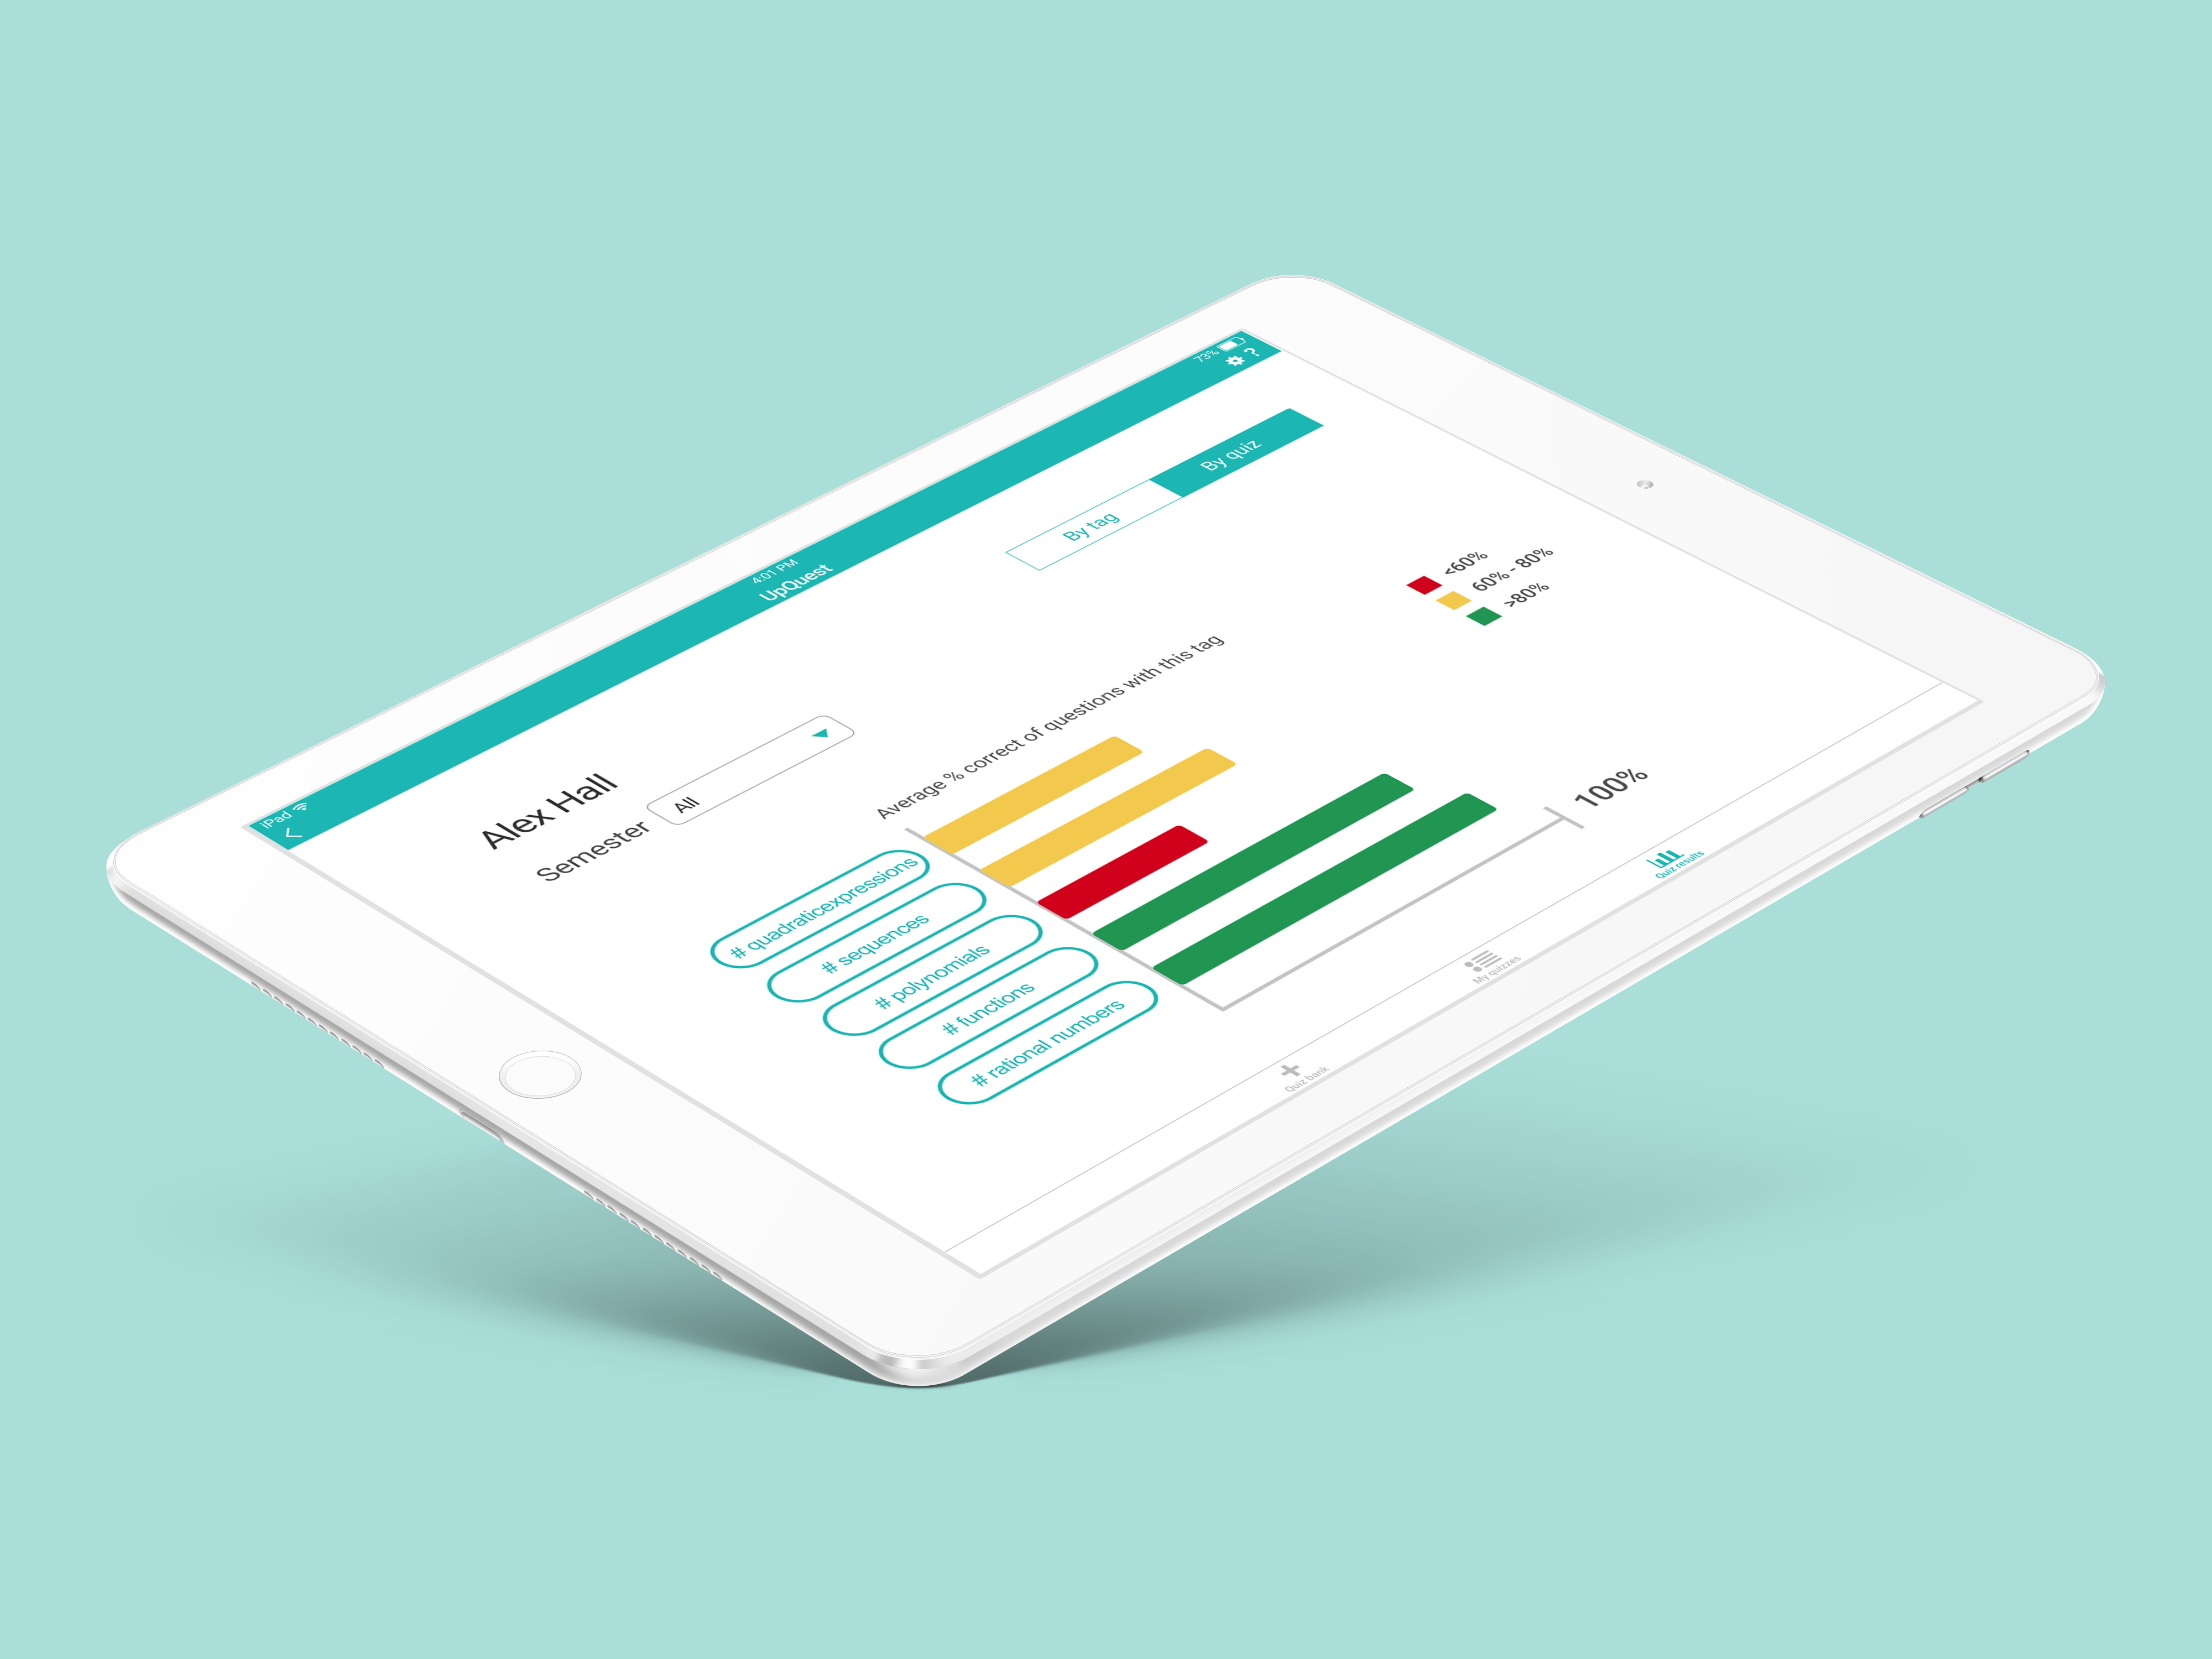 iPad
4:01 PM
73%
UpQuest
?
Alex Hall
Semester
All
By tag
By quiz
Average % correct of questions with this tag
<60%
60% - 80%
>80%
# quadraticexpressions
# sequences
# polynomials
# functions
# rational numbers
100%
Quiz bank
My quizzes
Quiz results